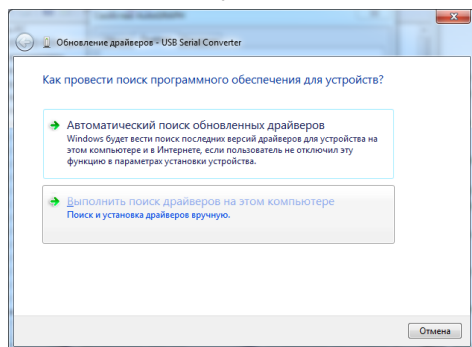 Обновление драйверов - USB Serial Converter
Как провести поиск программного обеспечения для устройств?
Автоматический поиск обновленных драйверов
Windows будет вести поиск последних версий драйверов для устройства на
этом компьютере и в Интернете, если пользователь не отключил эту
функцию в параметрах установки устройства.
Выполнить поиск драйверов на этом компьютере
Поиск и установка драйверов вручную.
Отмена